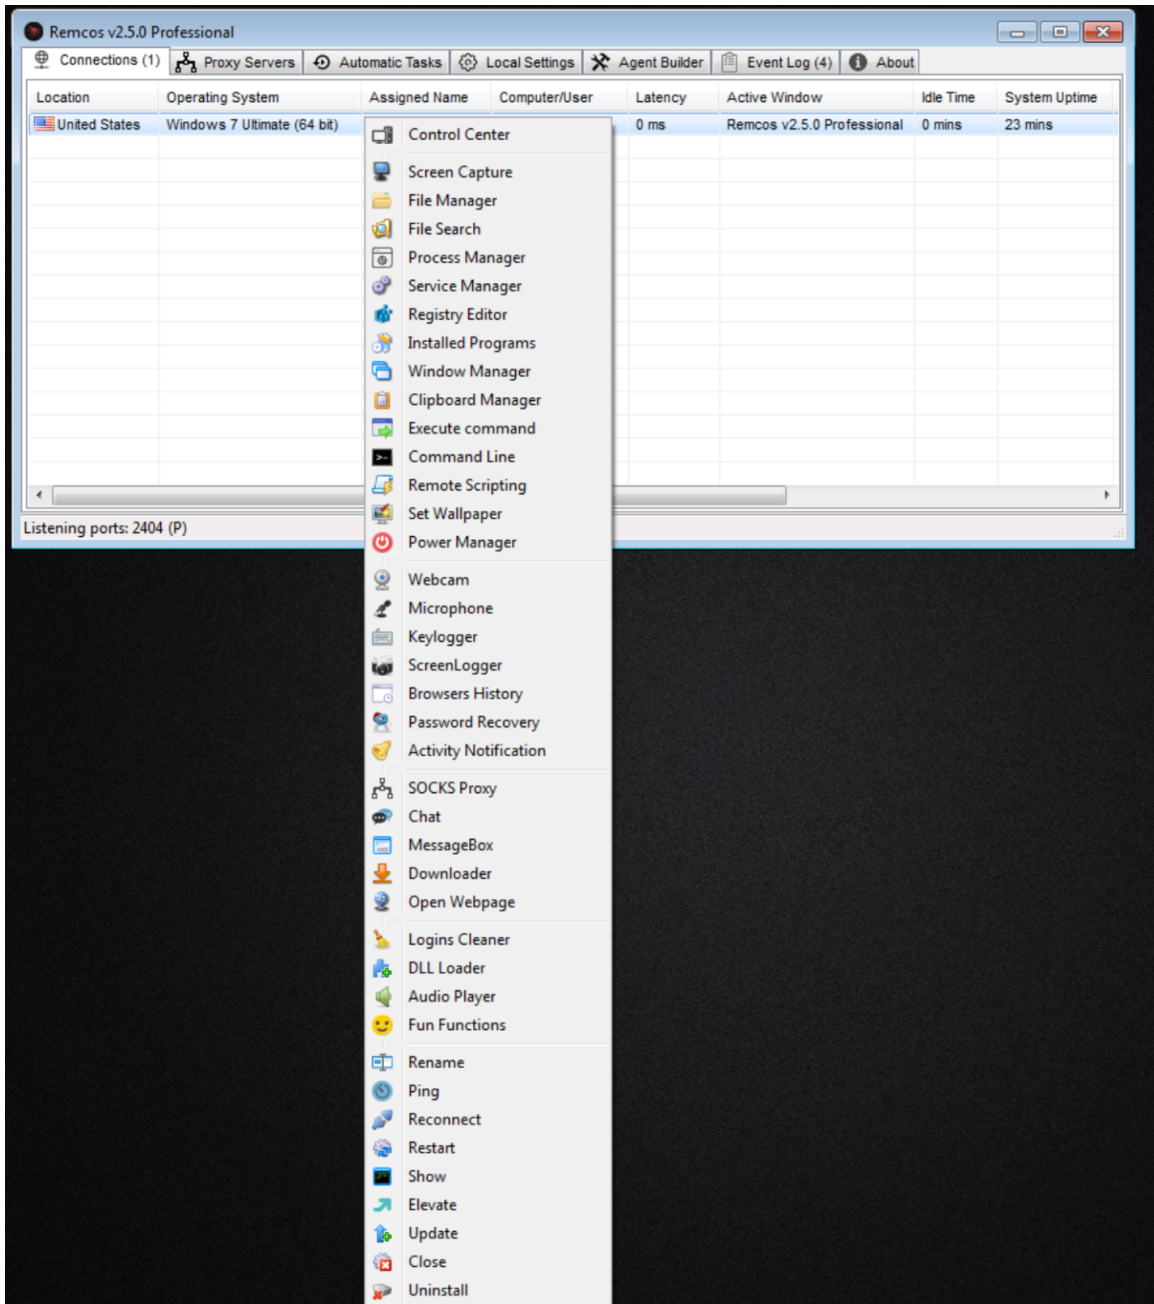 Remcos v2.5.0 Professional
Connections (1) Proxy Servers Automatic Tasks Local Settings Agent Builder Event Log (4) About
Location Operating System Assigned Name Computer/User Latency Active Window Idle Time System Uptime
United States Windows 7 Ultimate (64 bit) 0 ms Remcos v2.5.0 Professional 0 mins 23 mins
Control Center
Screen Capture
File Manager
File Search
Process Manager
Service Manager
Registry Editor
Installed Programs
Window Manager
Clipboard Manager
Execute command
Command Line
Remote Scripting
Set Wallpaper
Listening ports: 2404 (P)
Power Manager
Webcam
Microphone
Keylogger
ScreenLogger
Browsers History
Password Recovery
Activity Notification
SOCKS Proxy
Chat
MessageBox
Downloader
Open Webpage
Logins Cleaner
DLL Loader
Audio Player
Fun Functions
Rename
Ping
Reconnect
Restart
Show
Elevate
Update
Close
Uninstall